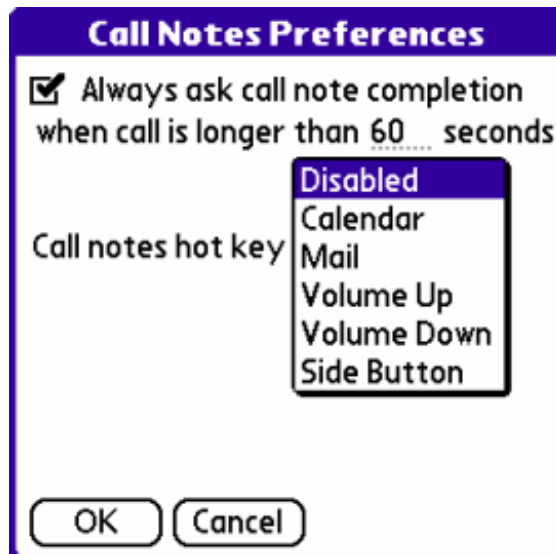 Call Notes Preferences
Always ask call note completion
when call is longer than 60 seconds
Disabled
Calendar
Call notes hot key
Mail
Volume Up
Volume Down
Side Button
OK Cancel